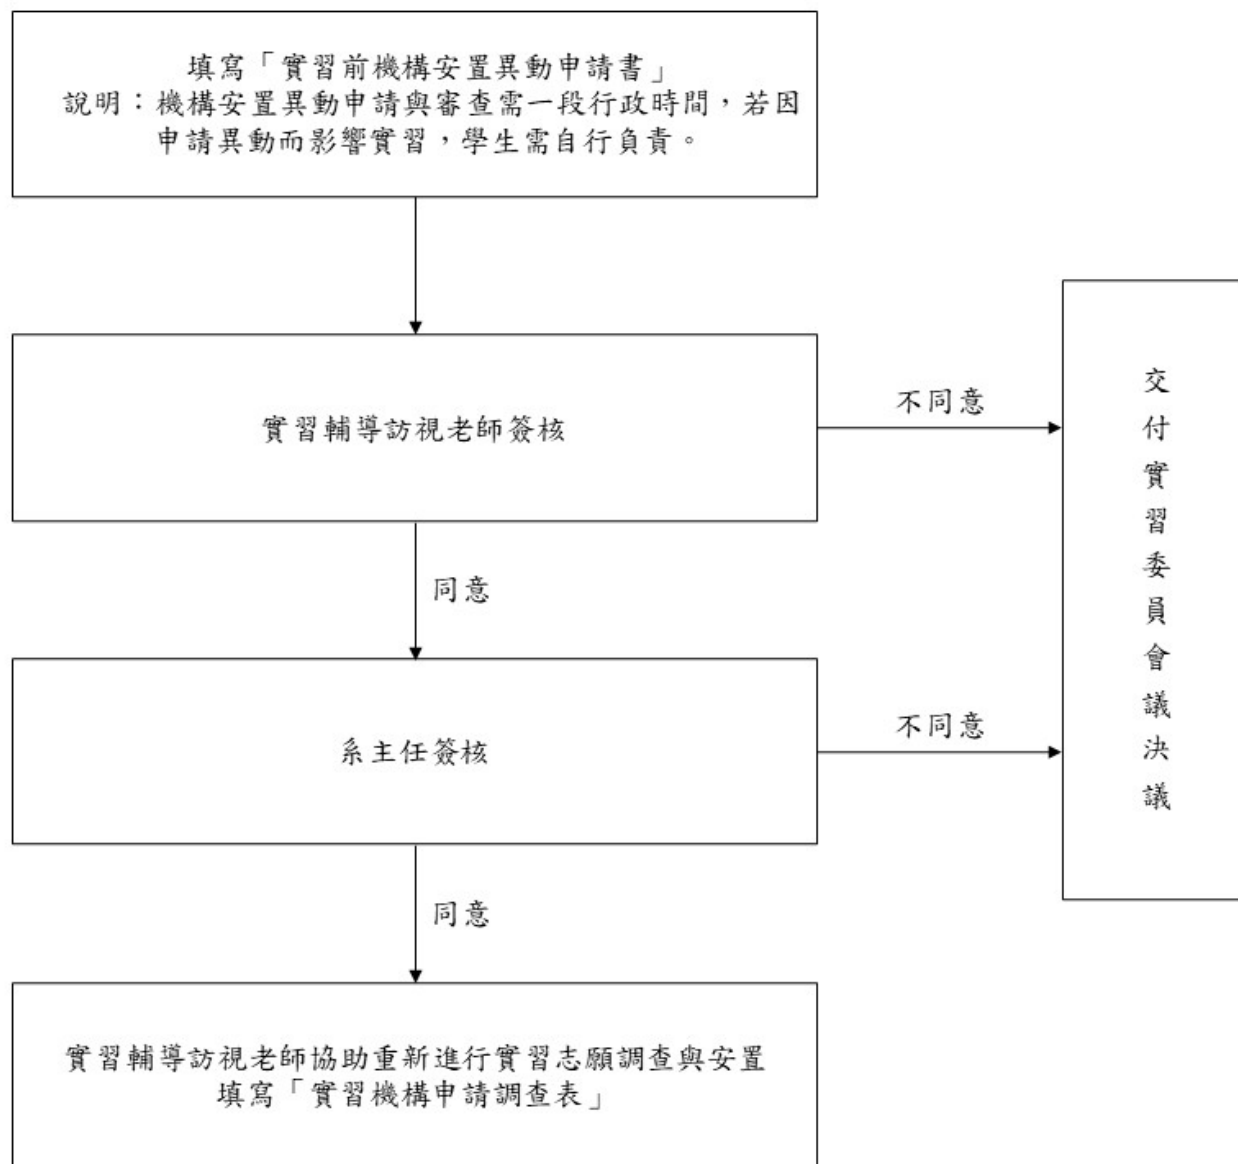 填寫「實習前機構安置異動申請書」
說明：機構安置異動申請與審查需一段行政時間，若因
申請異動而影響實習，學生需自行負責。
實習輔導訪視老師簽核
不同意
同意
系主任簽核
不同意
同意
實習輔導訪視老師協助重新進行實習志願調查與安置
填寫「實習機構申請調查表」
交付實習委員會議決議